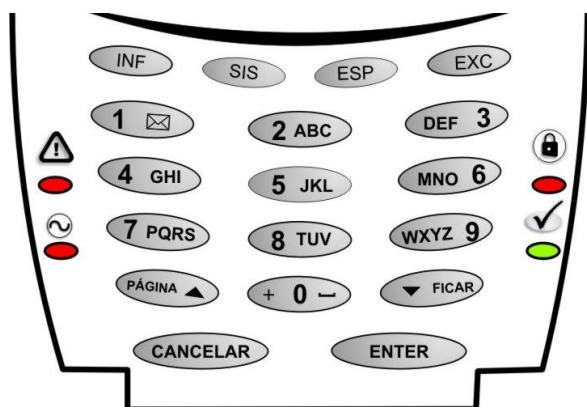 INF SIS ESP EXC
1 2 ABC DEF 3
4 GHI 5 JKL MNO 6
7 PQRS 8 TUV WXYZ 9
PÁGINA + 0 FICAR
CANCELAR ENTER